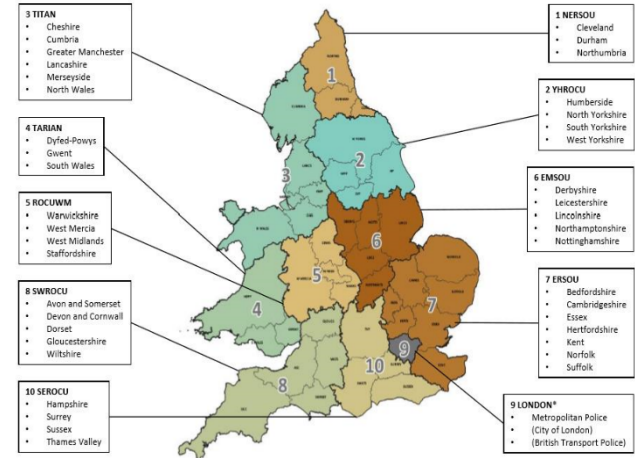 3 TITAN
• Cheshire
• Cumbria
• Greater Manchester
• Lancashire
• Merseyside
• North Wales
4 TARIAN
• Dyfed-Powys
• Gwent
• South Wales
5 ROCUWM
• Warwickshire
• West Mercia
• West Midlands
• Staffordshire
8 SWROCU
• Avon and Somerset
• Devon and Cornwall
• Dorset
• Gloucestershire
• Wiltshire
10 SEROCU
• Hampshire
• Surrey
• Sussex
• Thames Valley
1
2
3
6
5
4
7
9
10
8
1 NERSOU
• Cleveland
• Durham
• Northumbria
2 YHROCU
• Humberside
• North Yorkshire
• South Yorkshire
• West Yorkshire
6 EMSOU
• Derbyshire
• Leicestershire
• Lincolnshire
• Northamptonshire
• Nottinghamshire
7 ERSOU
• Bedfordshire
• Cambridgeshire
• Essex
• Hertfordshire
• Kent
• Norfolk
• Suffolk
9 LONDON*
• Metropolitan Police
• (City of London)
• (British Transport Police)